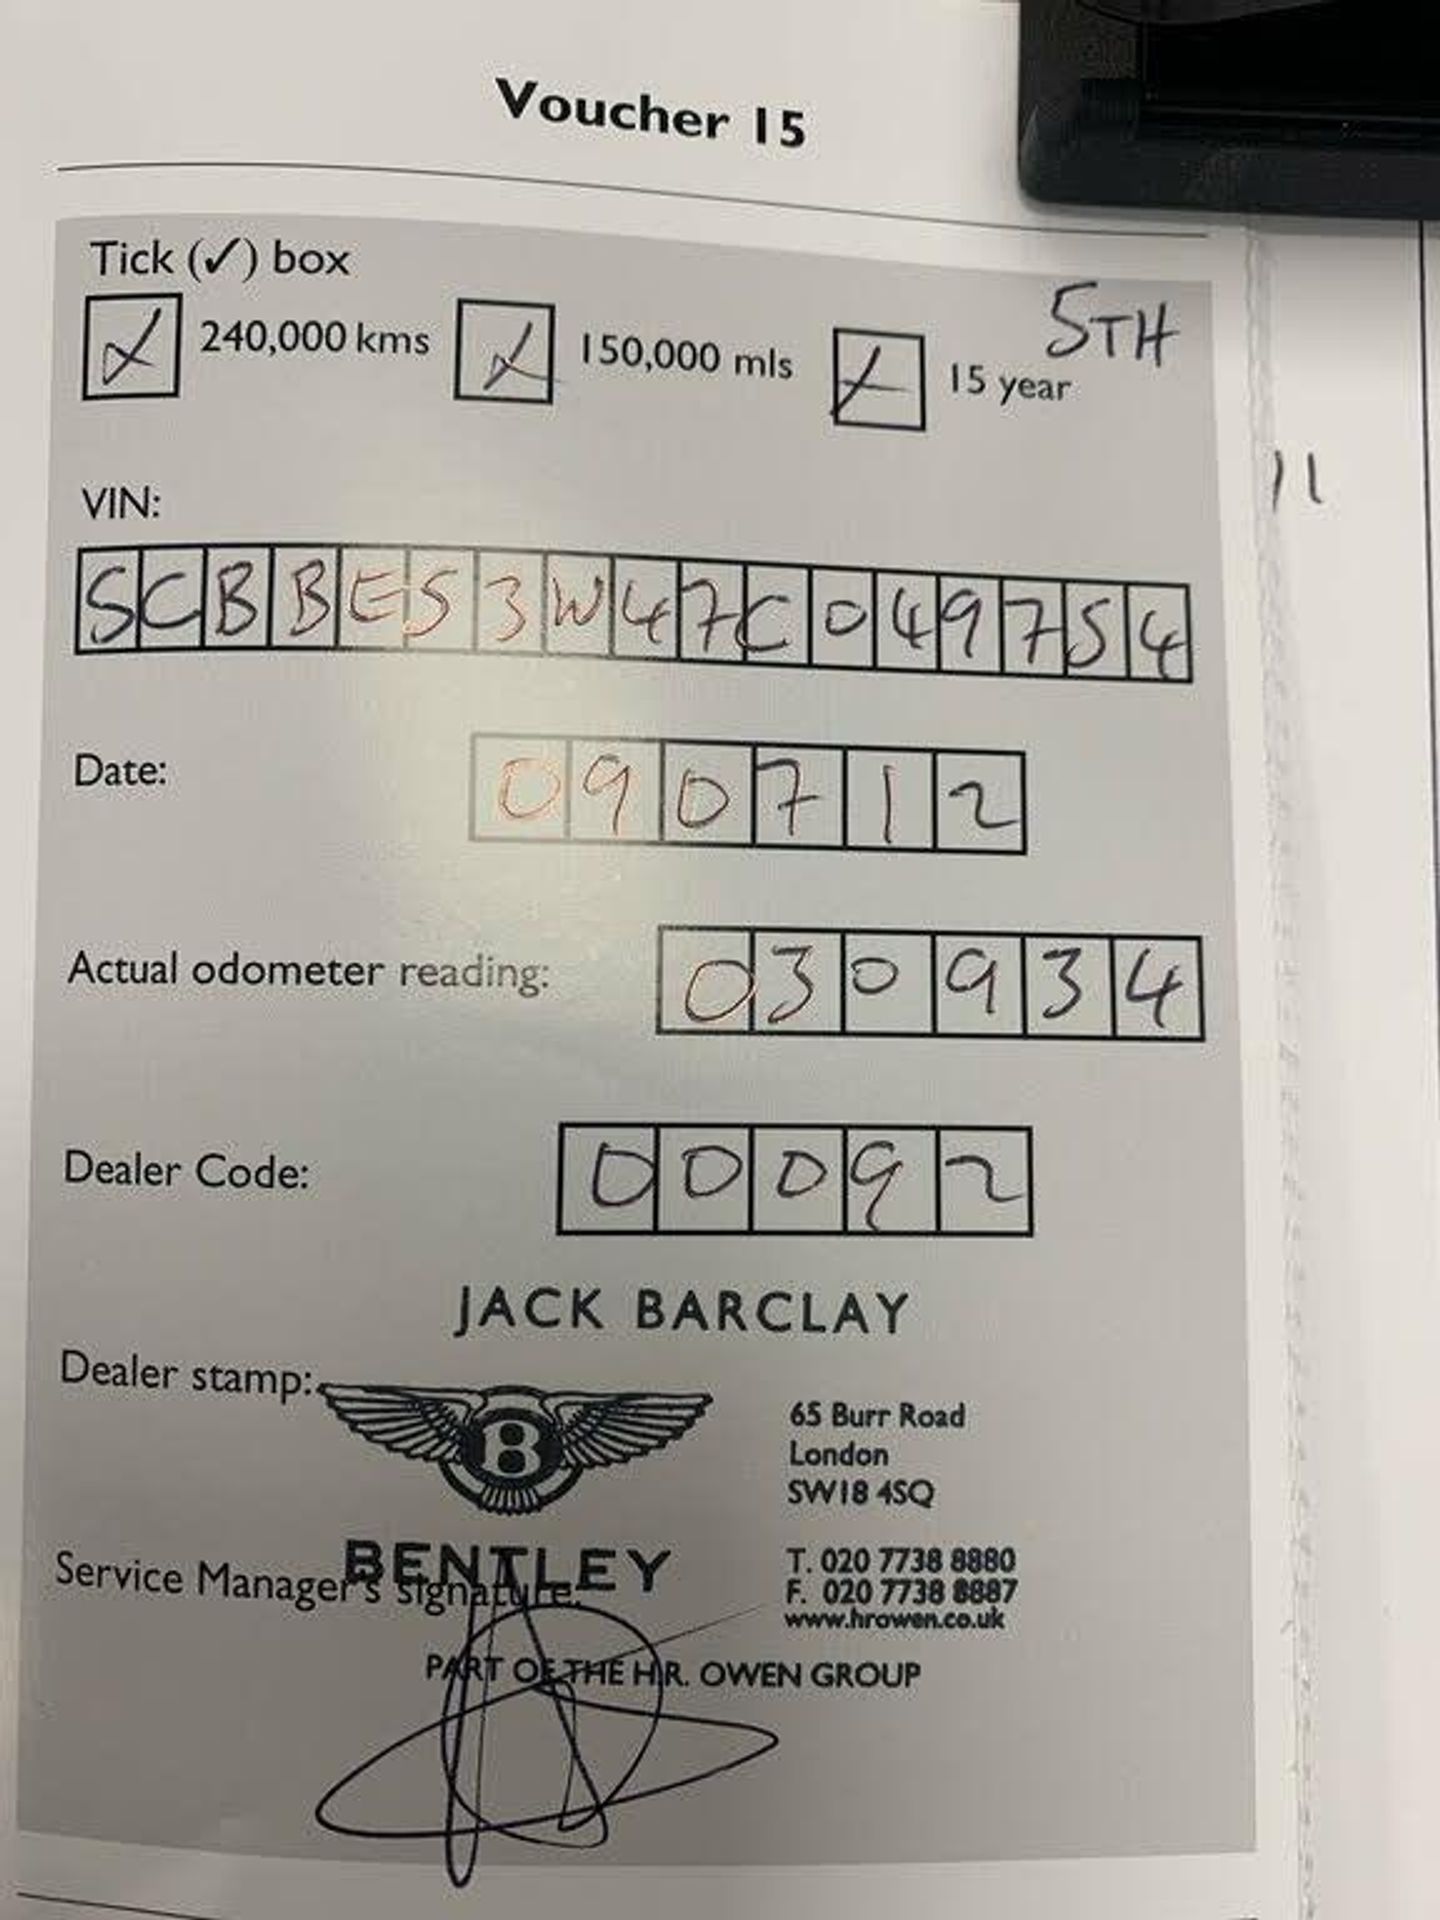 Voucher 15
Tick (✓) box
240,000 kms 150,000 mls 15 year 5TH
11
VIN:
SCBBES3W47C049754
Date:
090712
Actual odometer reading: 030934
Dealer Code: 00092
JACK BARCLAY
Dealer stamp:
B
65 Burr Road
London
SW18 4SQ
BENTLEY
Service Manager's signature:
T. 020 7738 8880
F. 020 7738 8887
www.hrowen.co.uk
PART OF THE H.R. OWEN GROUP